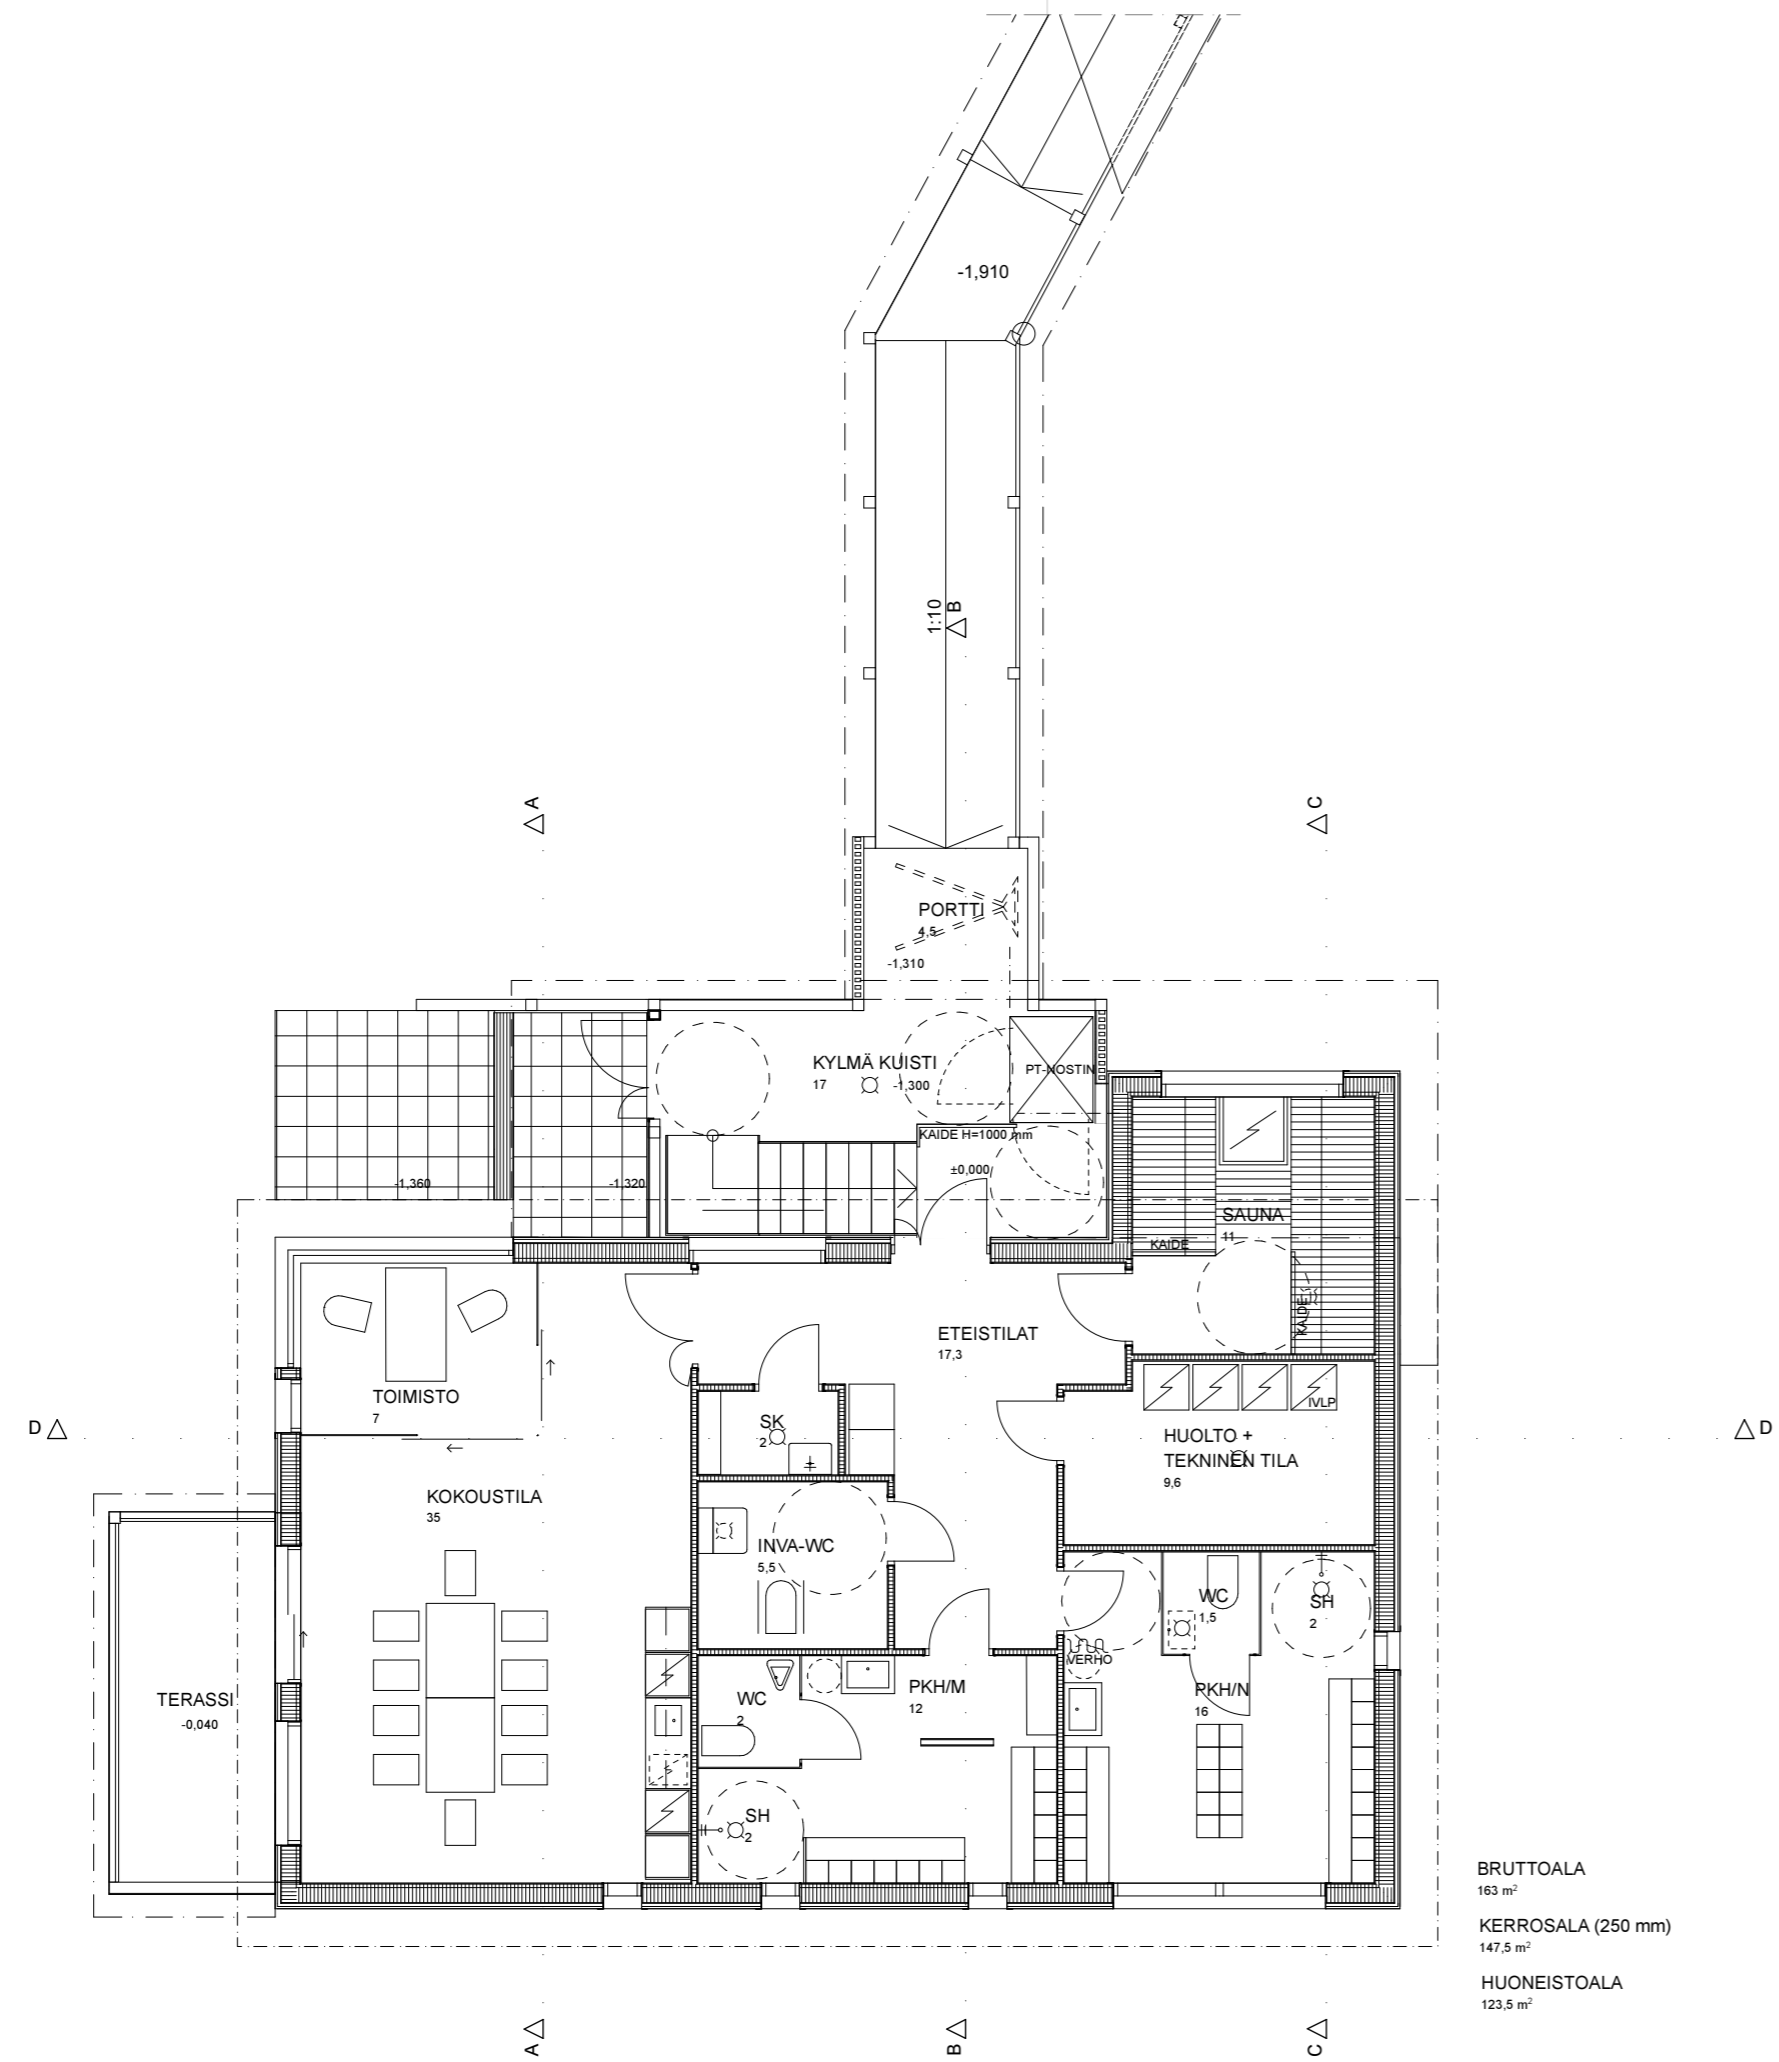 -1,910
1:10
B
A
C
PORTTI
4,5
-1,310
KYLMÄ KUISTI
17
-1,300
PT-NOSTIN
KAIDE H=1000 mm
±0,000
-1,360
-1,320
SAUNA
11
KAIDE
KAIDE
ETEISTILAT
17,3
TOIMISTO
7
IVLP
D
SK
2
HUOLTO +
TEKNINEN TILA
9,6
D
KOKOUSTILA
35
INVA-WC
5,5
WC
1,5
SH
2
VERHO
TERASSI
-0,040
WC
2
PKH/M
12
PKH/N
16
SH
2
BRUTTOALA
163 m²
KERROSALA (250 mm)
147,5 m²
HUONEISTOALA
123,5 m²
A
B
C